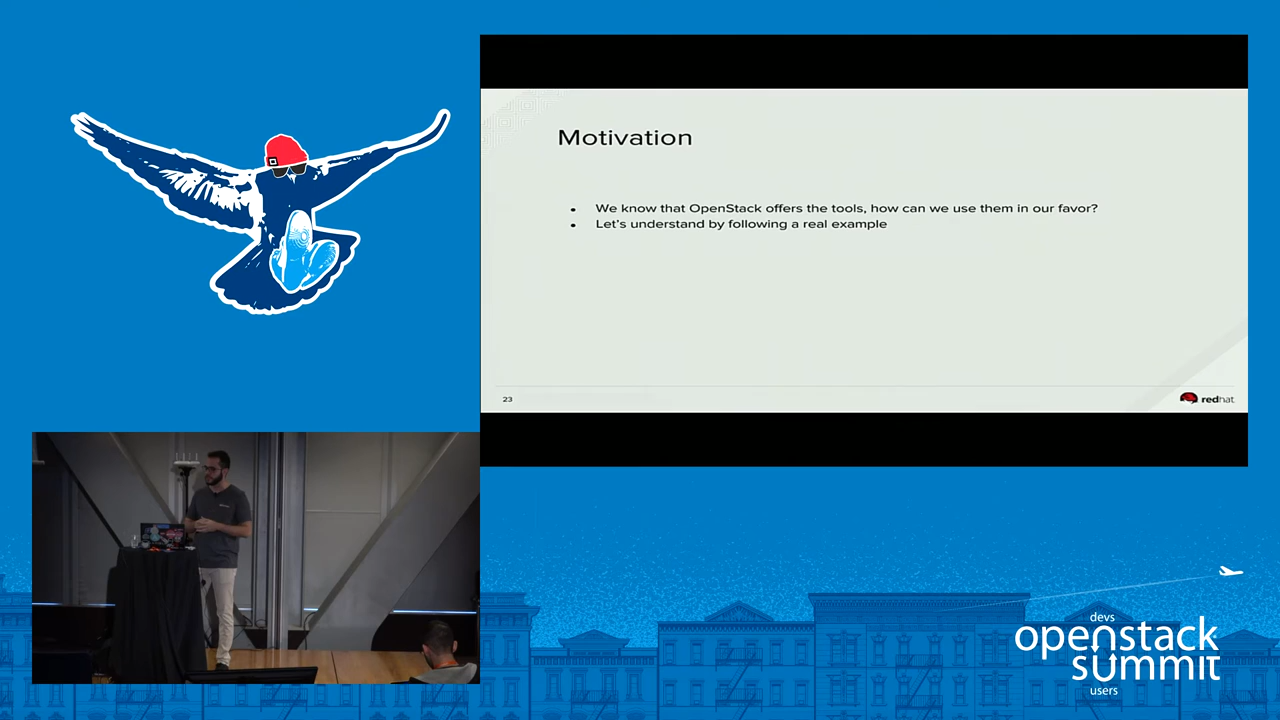 Motivation
• We know that OpenStack offers the tools, how can we use them in our favor?
• Let's understand by following a real example
23
redhat
devs
openstack
summit
users